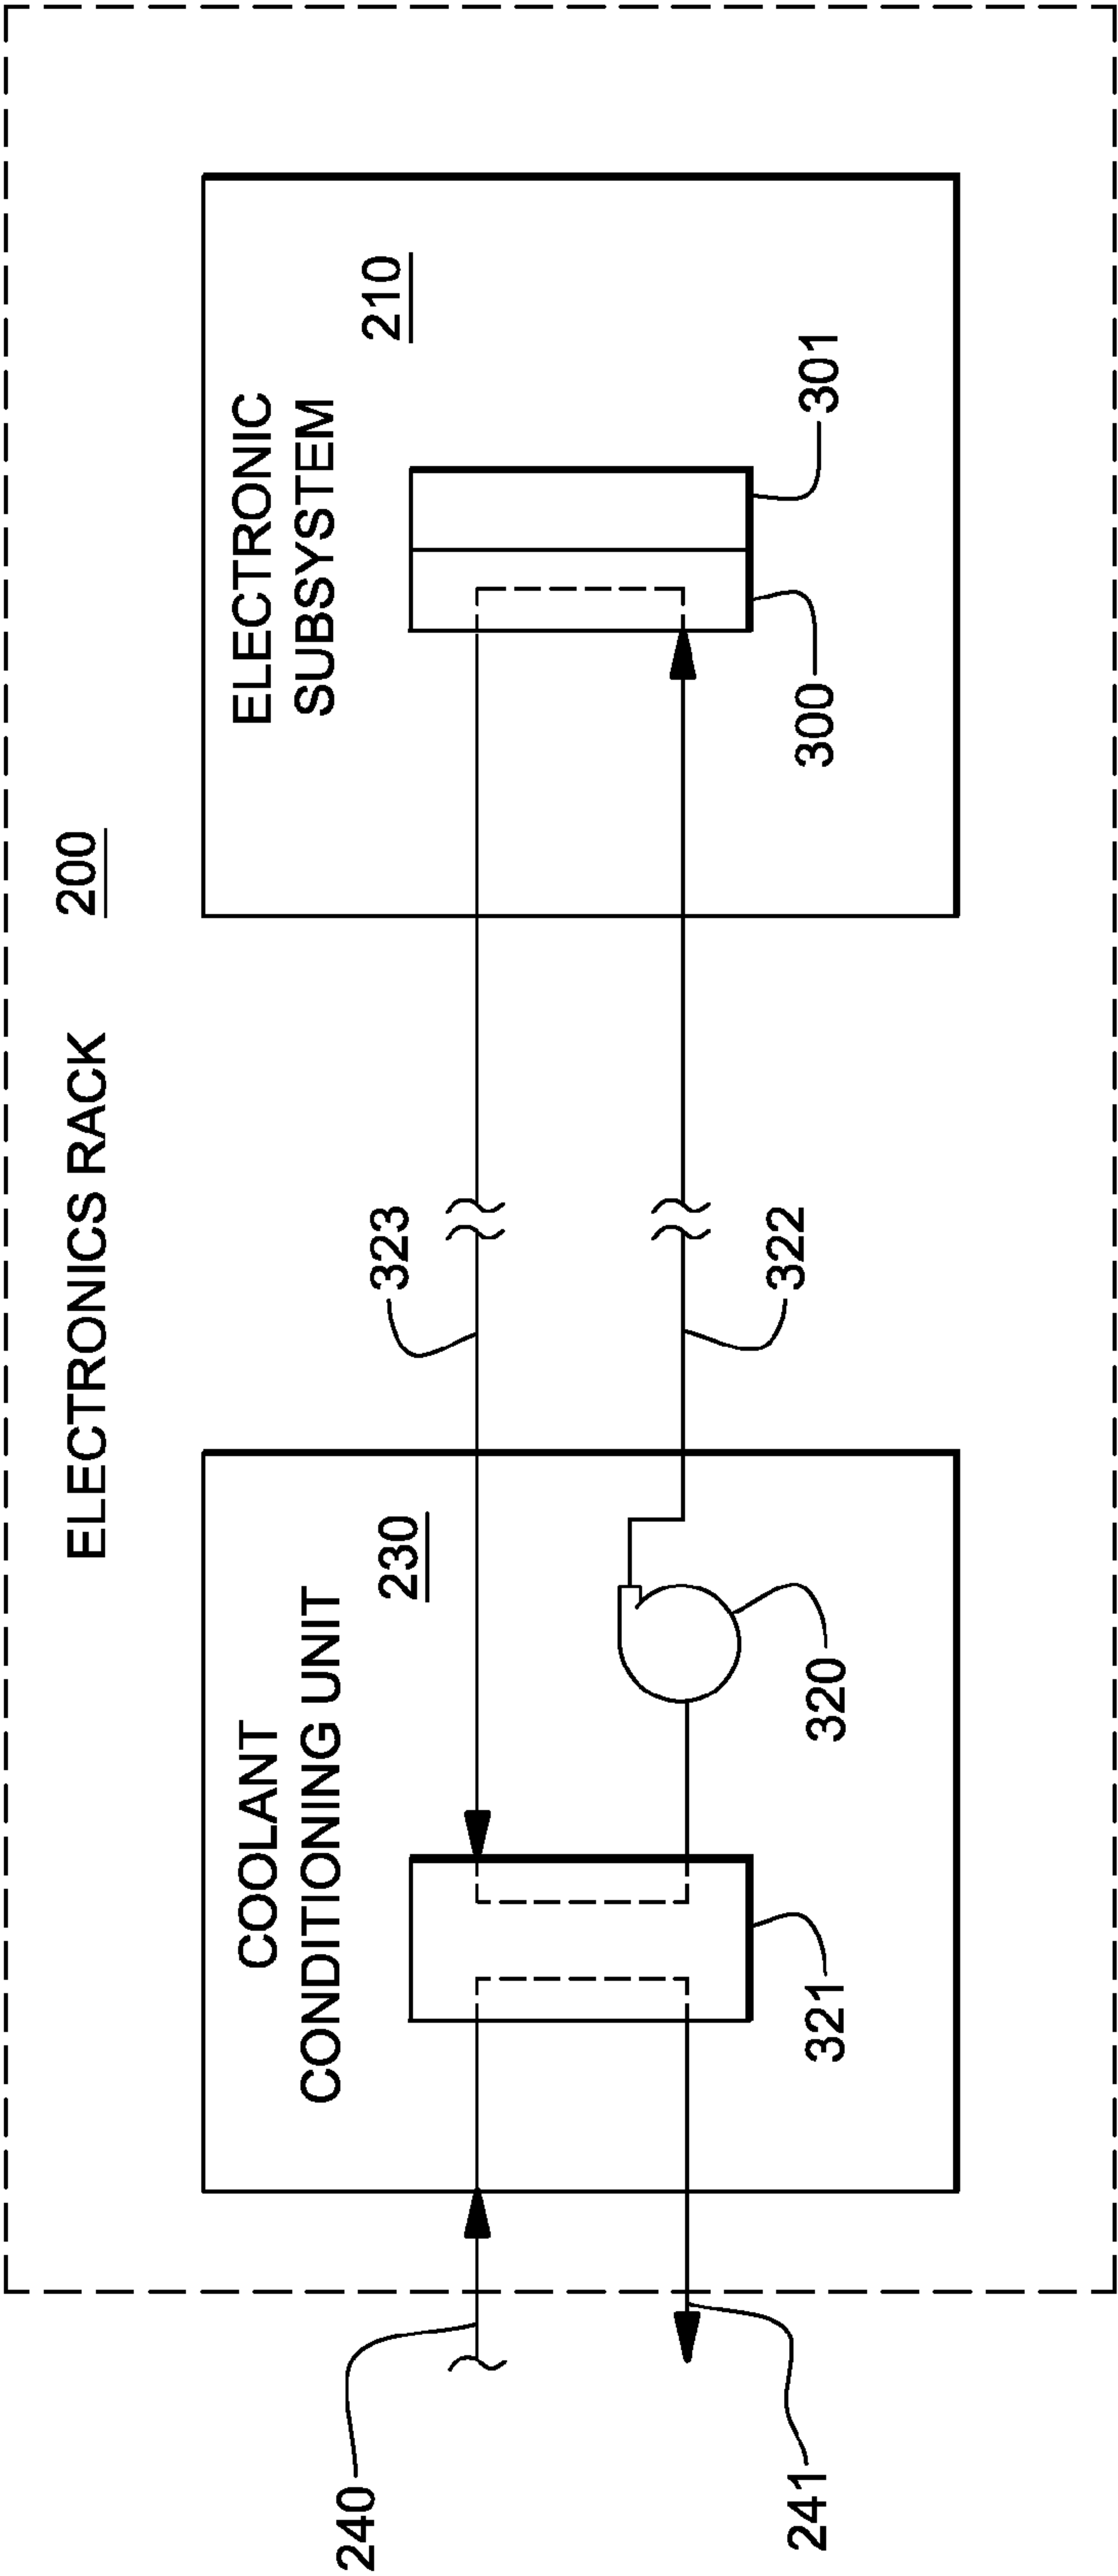 ELECTRONICS RACK 200
COOLANT
CONDITIONING UNIT
230
ELECTRONIC
SUBSYSTEM
210
240
323
301
300
322
320
321
241